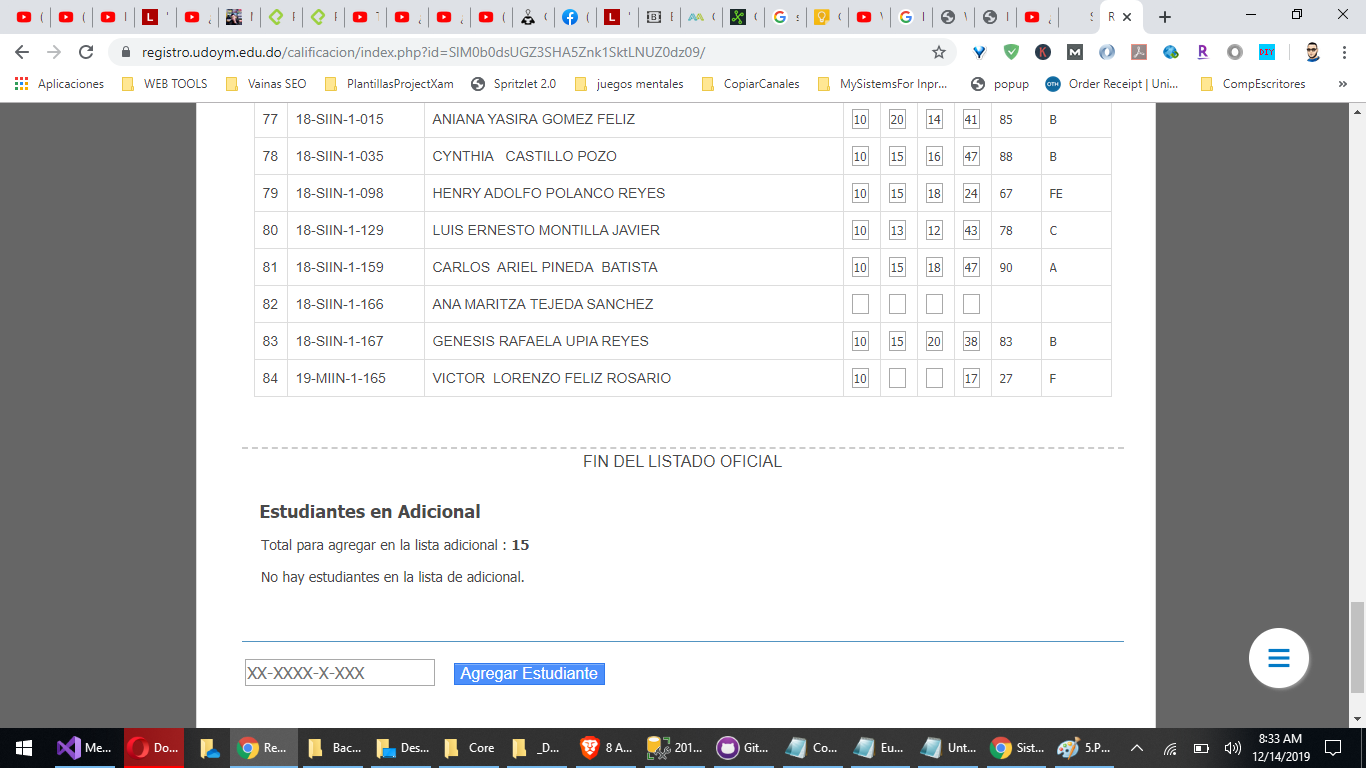 R
registro.udoym.edu.do/calificacion/index.php?id=SlM0b0dsUGZ3SHA5Znk1SktLNUZ0dz09/
Aplicaciones WEB TOOLS Vainas SEO PlantillasProjectXam Spritzlet 2.0 juegos mentales CopiarCanales MySistemsFor Inpr... popup Order Receipt | Uni... CompEscritores »
77 18-SIIN-1-015 ANIANA YASIRA GOMEZ FELIZ 10 20 14 41 85 B
78 18-SIIN-1-035 CYNTHIA CASTILLO POZO 10 15 16 47 88 B
79 18-SIIN-1-098 HENRY ADOLFO POLANCO REYES 10 15 18 24 67 FE
80 18-SIIN-1-129 LUIS ERNESTO MONTILLA JAVIER 10 13 12 43 78 C
81 18-SIIN-1-159 CARLOS ARIEL PINEDA BATISTA 10 15 18 47 90 A
82 18-SIIN-1-166 ANA MARITZA TEJEDA SANCHEZ
83 18-SIIN-1-167 GENESIS RAFAELA UPIA REYES 10 15 20 38 83 B
84 19-MIIN-1-165 VICTOR LORENZO FELIZ ROSARIO 10 17 27 F
FIN DEL LISTADO OFICIAL
Estudiantes en Adicional
Total para agregar en la lista adicional : 15
No hay estudiantes en la lista de adicional.
XX-XXXX-X-XXX Agregar Estudiante
Me... Do... Re... Bac... Des... Core _D... 8 A... 201... Git... Co... Eu... Unt... Sist... 5.P...
8:33 AM
12/14/2019